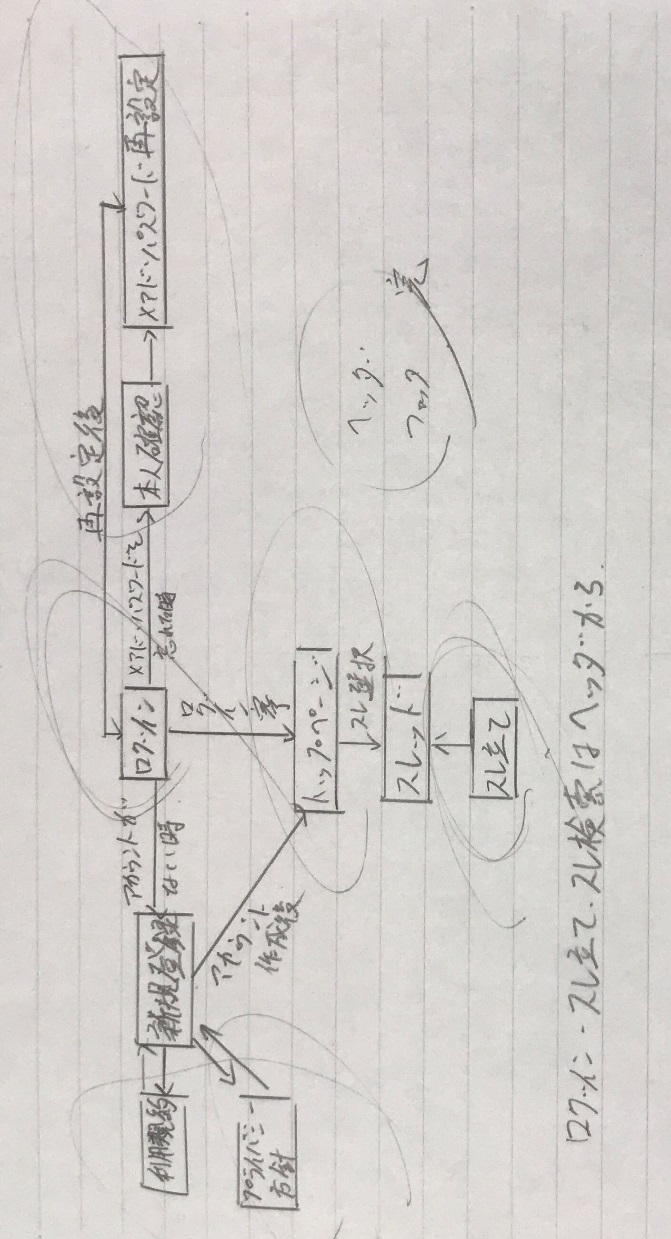 再設定後
利用規約
新規登録
アカウントが
ない時
ログイン
メアド・パスワードを
忘れた時
本人確認
メアド・パスワード再設定
プライバシー
方針
アカウント
作成後
ログイン
トップページ
スレ選択
スレッド
スレ立て
ヘッダ
フッタ
ログイン・スレ立て・スレ検索はヘッダから